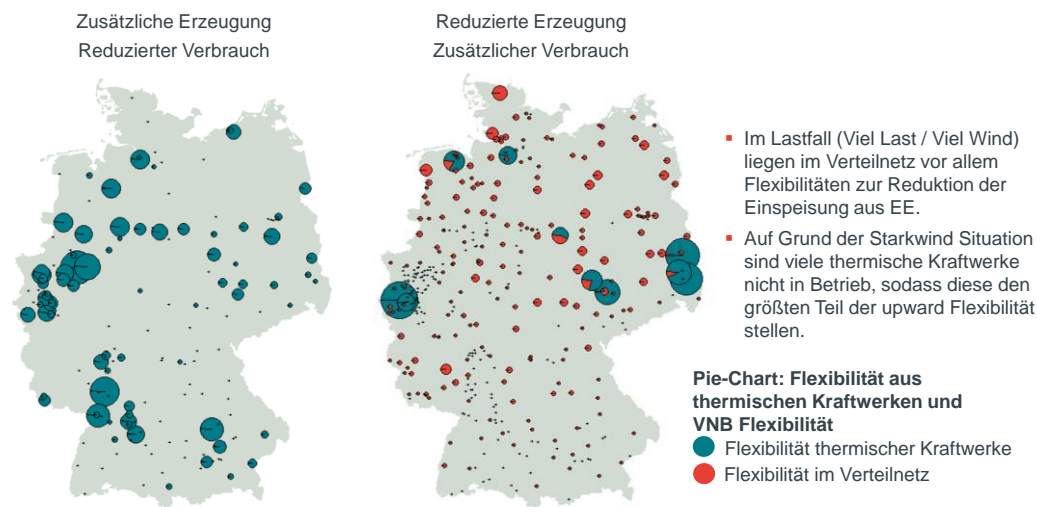 Zusätzliche Erzeugung
Reduzierter Verbrauch
Reduzierte Erzeugung
Zusätzlicher Verbrauch
Im Lastfall (Viel Last / Viel Wind)
liegen im Verteilnetz vor allem
Flexibilitäten zur Reduktion der
Einspeisung aus EE.
Auf Grund der Starkwind Situation
sind viele thermische Kraftwerke
nicht in Betrieb, sodass diese den
größten Teil der upward Flexibilität
stellen.
Pie-Chart: Flexibilität aus
thermischen Kraftwerken und
VNB Flexibilität
Flexibilität thermischer Kraftwerke
Flexibilität im Verteilnetz